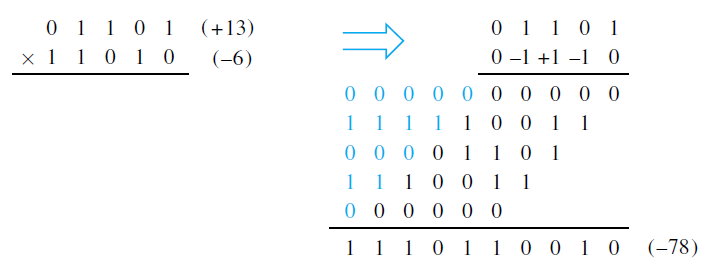 0 1 1 0 1 (+13)
× 1 1 0 1 0 (–6)
0 1 1 0 1
0 –1 +1 –1 0
0 0 0 0 0 0 0 0 0 0
1 1 1 1 1 0 0 1 1
0 0 0 0 1 1 0 1
1 1 1 0 0 1 1
0 0 0 0 0 0
1 1 1 0 1 1 0 0 1 0 (–78)